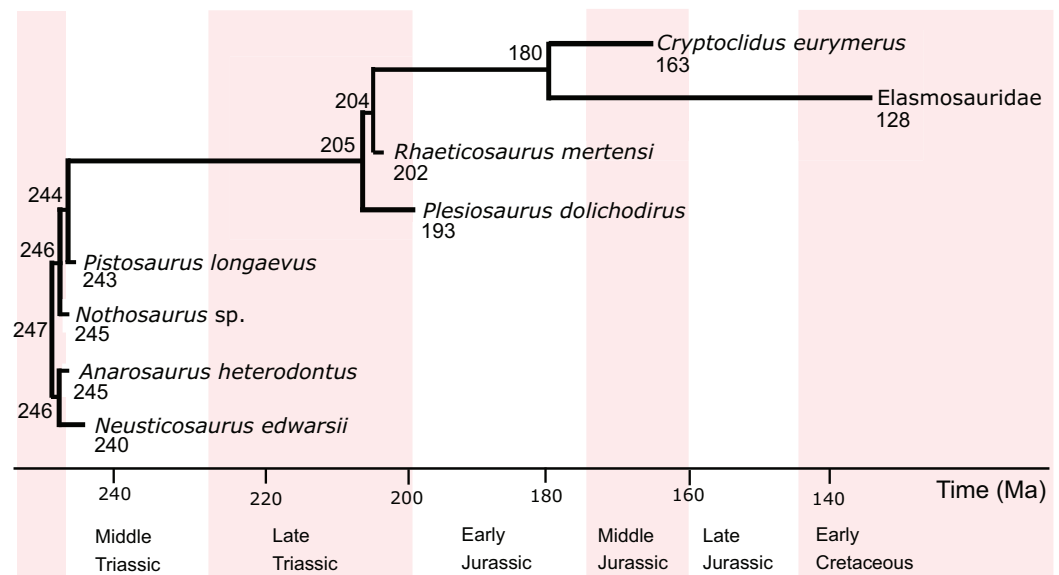 180
Cryptoclidus eurymerus
163
Elasmosauridae
128
204
205
Rhaeticosaurus mertensi
202
Plesiosaurus dolichodirus
193
244
246
Pistosaurus longaevus
243
Nothosaurus sp.
245
247
Anarosaurus heterodontus
245
246
Neusticosaurus edwarsii
240
240 220 200 180 160 140 Time (Ma)
Middle Triassic
Late Triassic
Early Jurassic
Middle Jurassic
Late Jurassic
Early Cretaceous